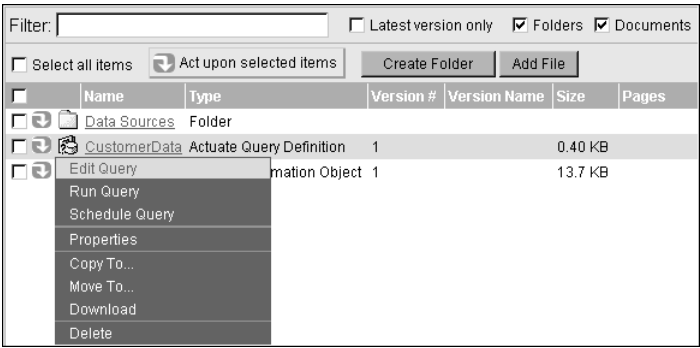 Filter: Latest version only Folders Documents
Select all items Act upon selected items Create Folder Add File
Name Type Version # Version Name Size Pages
Data Sources Folder
CustomerData Actuate Query Definition 1 0.40 KB
mation Object 1 13.7 KB
Edit Query
Run Query
Schedule Query
Properties
Copy To...
Move To...
Download
Delete